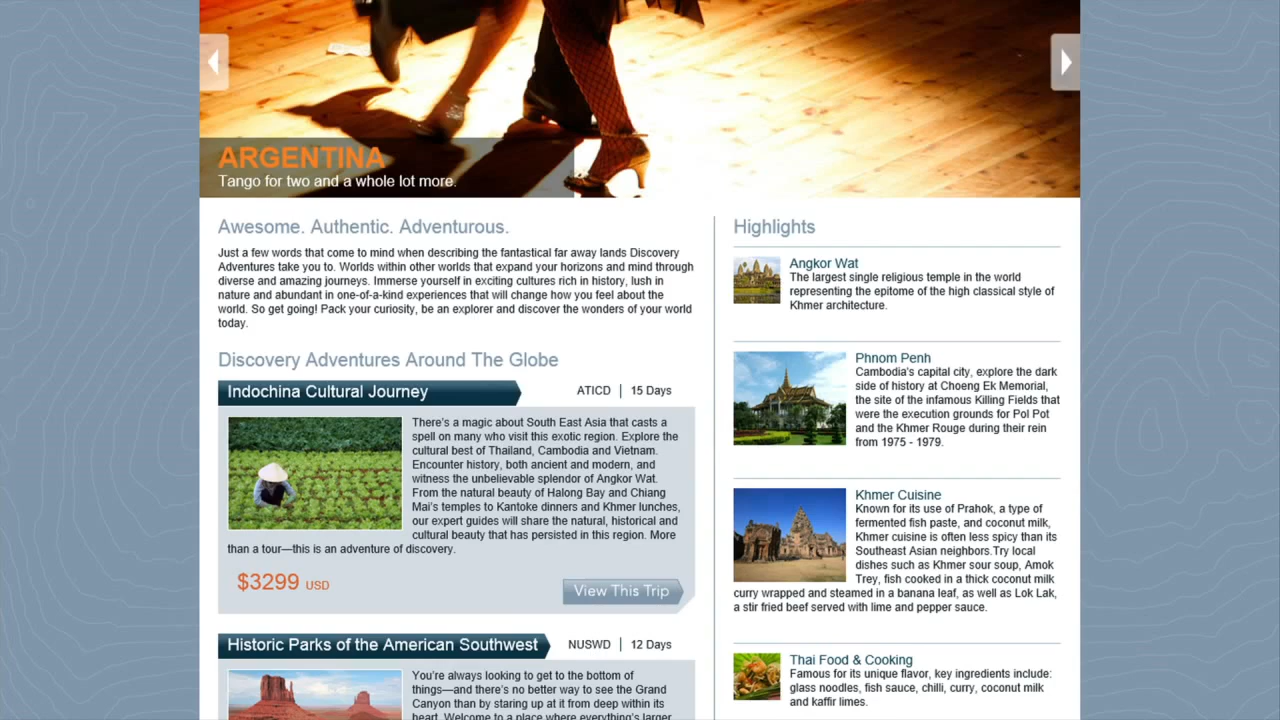 ARGENTINA
Tango for two and a whole lot more.
Awesome. Authentic. Adventurous.
Just a few words that come to mind when describing the fantastical far away lands Discovery
Adventures take you to. Worlds within other worlds that expand your horizons and mind through
diverse and amazing journeys. Immerse yourself in exciting cultures rich in history, lush in
nature and abundant in one-of-a-kind experiences that will change how you feel about the
world. So get going! Pack your curiosity, be an explorer and discover the wonders of your world
today.
Discovery Adventures Around The Globe
Indochina Cultural Journey
ATICD | 15 Days
There's a magic about South East Asia that casts a
spell on many who visit this exotic region. Explore the
cultural best of Thailand, Cambodia and Vietnam.
Encounter history, both ancient and modern, and
witness the unbelievable splendor of Angkor Wat.
From the natural beauty of Halong Bay and Chiang
Mai's temples to Kantoke dinners and Khmer lunches,
our expert guides will share the natural, historical and
cultural beauty that has persisted in this region. More
than a tour—this is an adventure of discovery.
$3299 USD
View This Trip
Historic Parks of the American Southwest
NUSWD | 12 Days
You're always looking to get to the bottom of
things—and there's no better way to see the Grand
Canyon than by staring up at it from deep within its
heart. Welcome to a place where everything's larger
Highlights
Angkor Wat
The largest single religious temple in the world
representing the epitome of the high classical style of
Khmer architecture.
Phnom Penh
Cambodia's capital city, explore the dark
side of history at Choeng Ek Memorial,
the site of the infamous Killing Fields that
were the execution grounds for Pol Pot
and the Khmer Rouge during their rein
from 1975 - 1979.
Khmer Cuisine
Known for its use of Prahok, a type of
fermented fish paste, and coconut milk,
Khmer cuisine is often less spicy than its
Southeast Asian neighbors.Try local
dishes such as Khmer sour soup, Amok
Trey, fish cooked in a thick coconut milk
curry wrapped and steamed in a banana leaf, as well as Lok Lak,
a stir fried beef served with lime and pepper sauce.
Thai Food & Cooking
Famous for its unique flavor, key ingredients include:
glass noodles, fish sauce, chilli, curry, coconut milk
and kaffir limes.